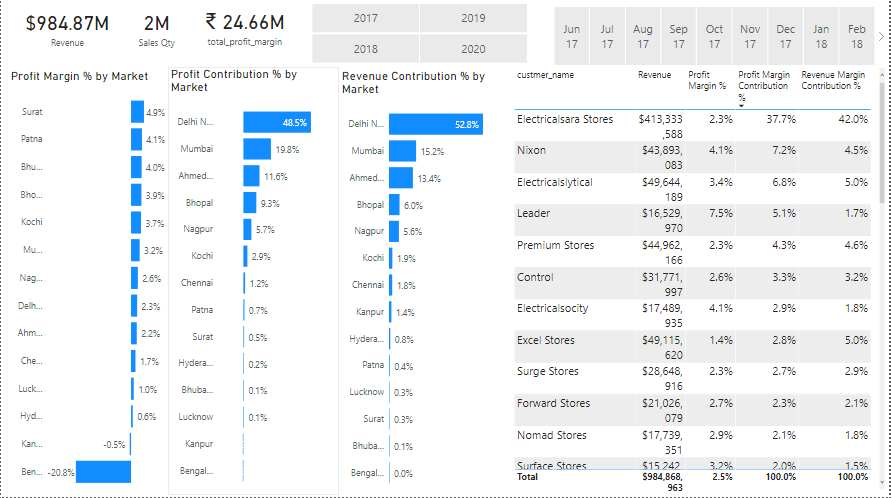 $984.87M
Revenue
2M
Sales Qty
₹ 24.66M
total_profit_margin
2017 2019
2018 2020
Jun Jul Aug Sep Oct Nov Dec Jan Feb
17 17 17 17 17 17 17 18 18
Profit Margin % by Market
Surat 4.9%
Patna 4.1%
Bhu... 4.0%
Bho... 3.9%
Kochi 3.7%
Mu... 3.2%
Nag... 2.6%
Delh... 2.3%
Ahm... 2.2%
Che... 1.7%
Luck... 1.0%
Hyd... 0.6%
Kan... -0.5%
Ben... -20.8%
Profit Contribution % by
Market
Delhi N... 48.5%
Mumbai 19.8%
Ahmed... 11.6%
Bhopal 9.3%
Nagpur 5.7%
Kochi 2.9%
Chennai 1.2%
Patna 0.7%
Surat 0.5%
Hydera... 0.2%
Bhuba... 0.1%
Lucknow 0.1%
Kanpur
Bengal...
Revenue Contribution % by
Market
Delhi N... 52.8%
Mumbai 15.2%
Ahmed... 13.4%
Bhopal 6.0%
Nagpur 5.6%
Kochi 1.9%
Chennai 1.8%
Kanpur 1.4%
Hydera... 0.8%
Patna 0.4%
Lucknow 0.3%
Surat 0.3%
Bhuba... 0.1%
Bengal... 0.0%
custmer_name Revenue Profit Profit Margin Revenue Margin
Margin % Contribution Contribution %
%
Electricalsara Stores $413,333 2.3% 37.7% 42.0%
,588
Nixon $43,893, 4.1% 7.2% 4.5%
083
Electricalslytical $49,644, 3.4% 6.8% 5.0%
189
Leader $16,529, 7.5% 5.1% 1.7%
970
Premium Stores $44,962, 2.3% 4.3% 4.6%
166
Control $31,771, 2.6% 3.3% 3.2%
997
Electricalsocity $17,489, 4.1% 2.9% 1.8%
935
Excel Stores $49,115, 1.4% 2.8% 5.0%
620
Surge Stores $28,648, 2.3% 2.7% 2.9%
916
Forward Stores $21,026, 2.7% 2.3% 2.1%
079
Nomad Stores $17,739, 2.9% 2.1% 1.8%
351
Surface Stores $15,242, 3.2% 2.0% 1.5%
Total $984,868, 2.5% 100.0% 100.0%
963